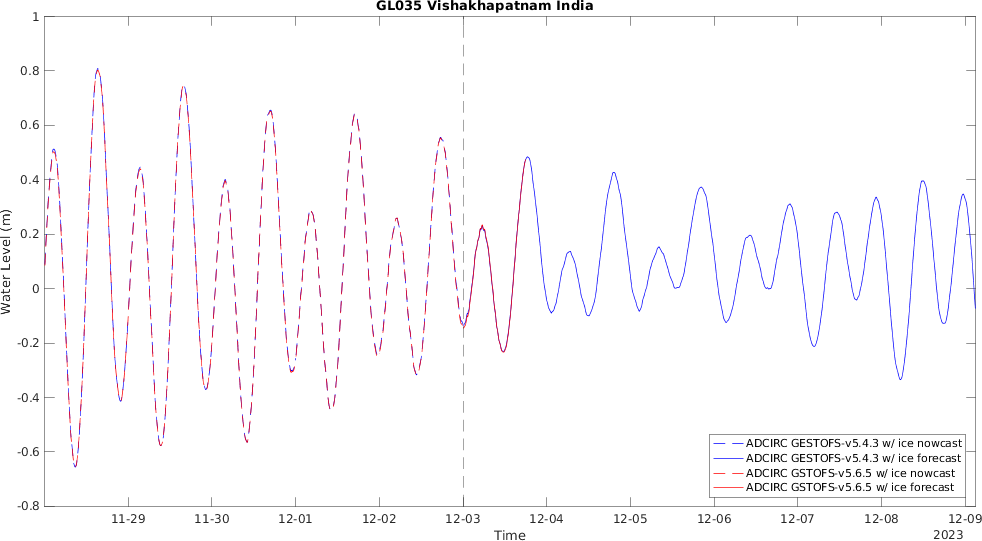 GL035 Vishakhapatnam India
1
0.8
0.6
0.4
0.2
0
-0.2
-0.4
-0.6
-0.8
Water Level (m)
11-29 11-30 12-01 12-02 12-03 12-04 12-05 12-06 12-07 12-08 12-09
2023
Time
ADCIRC GESTOFS-v5.4.3 w/ ice nowcast
ADCIRC GESTOFS-v5.4.3 w/ ice forecast
ADCIRC GSTOFS-v5.6.5 w/ ice nowcast
ADCIRC GSTOFS-v5.6.5 w/ ice forecast